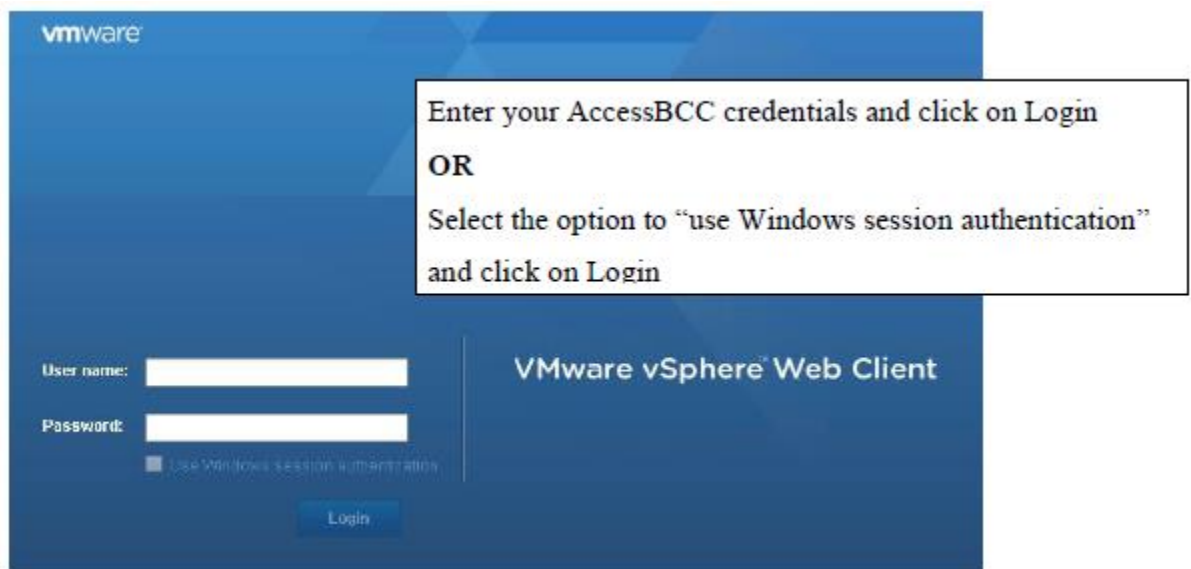 vmware
Enter your AccessBCC credentials and click on Login
OR
Select the option to “use Windows session authentication”
and click on Login
User name:
VMware vSphere™ Web Client
Password:
Use Windows session authentication
Login